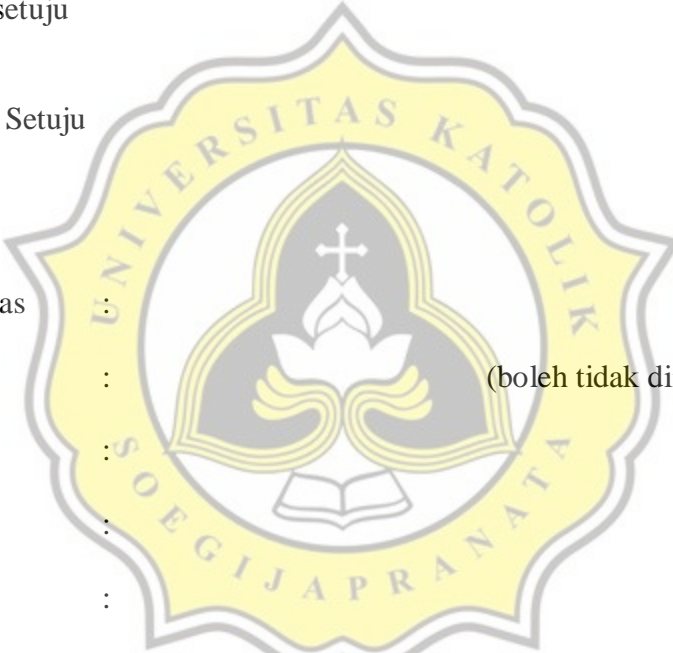 setuju
Setuju
UNIVERSITAS KATOLIK
as :
: (boleh tidak di
:
:
:
SOEGIJAPRANATA